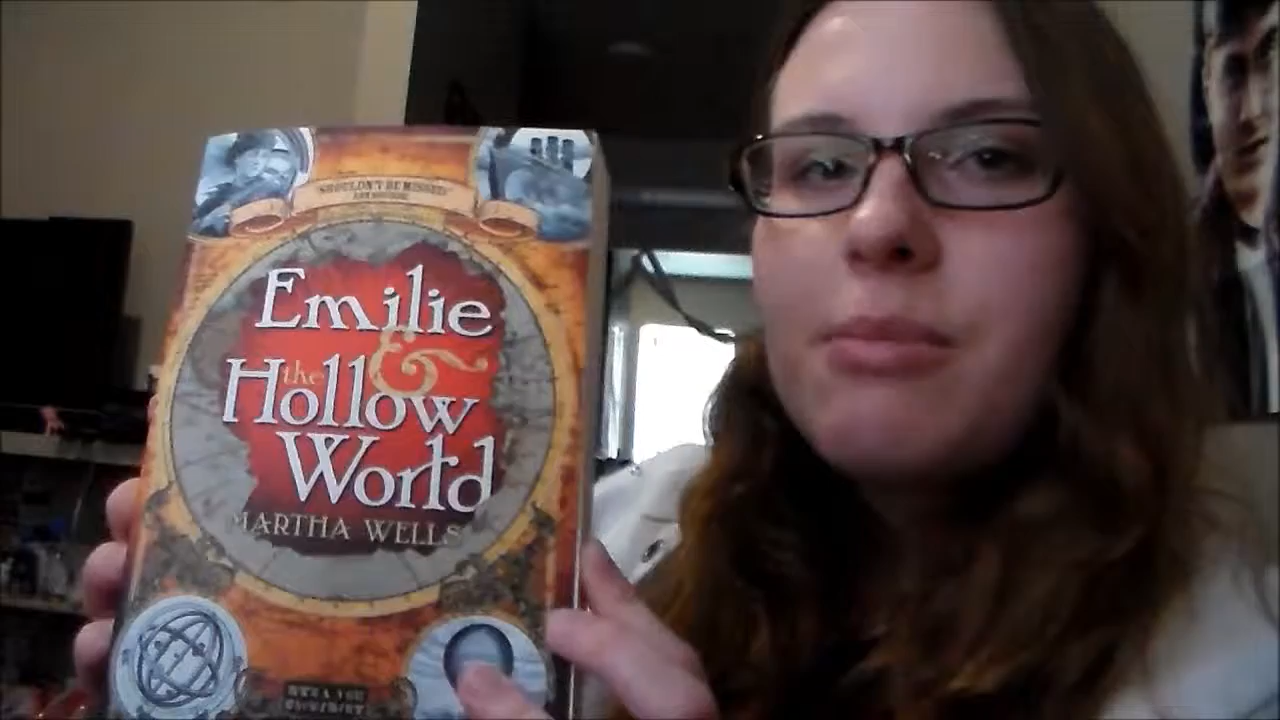 "SHOULDN'T BE MISSED"
Emilie
&
the
Hollow
World
MARTHA WELLS